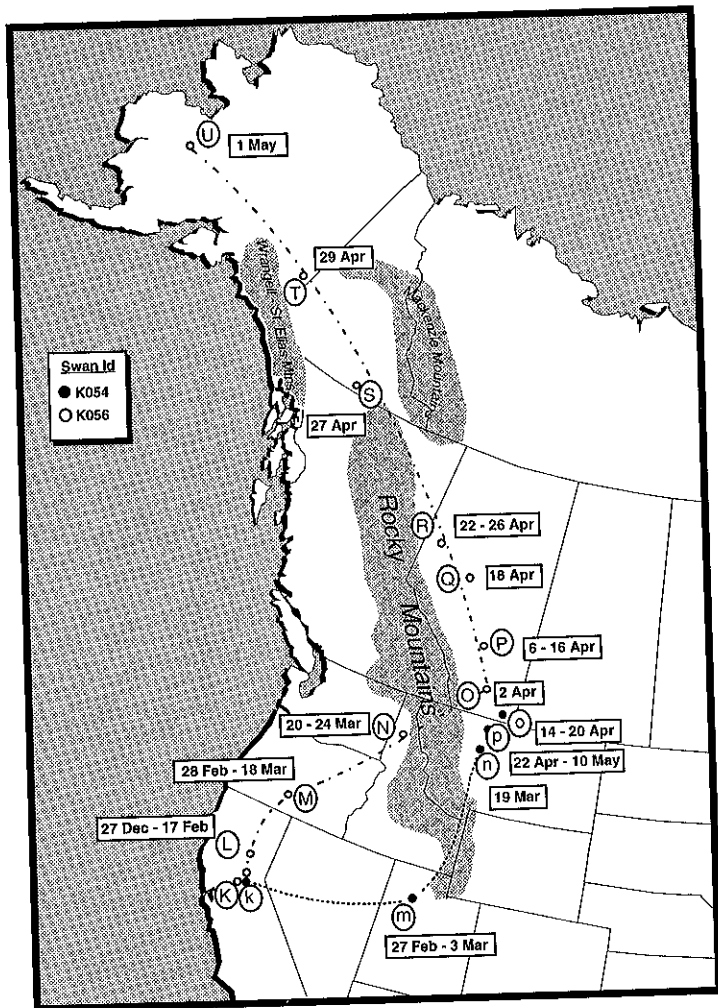 U
1 May
29 Apr
T
Wrangell - St Elias Mtns
Mackenzie Mountains
Swan Id
K054
K056
S
27 Apr
Rocky Mountains
R
22 - 26 Apr
Q
18 Apr
P
6 - 16 Apr
O
2 Apr
o
20 - 24 Mar
N
p
14 - 20 Apr
n
22 Apr - 10 May
28 Feb - 18 Mar
M
19 Mar
27 Dec - 17 Feb
L
K
k
m
27 Feb - 3 Mar